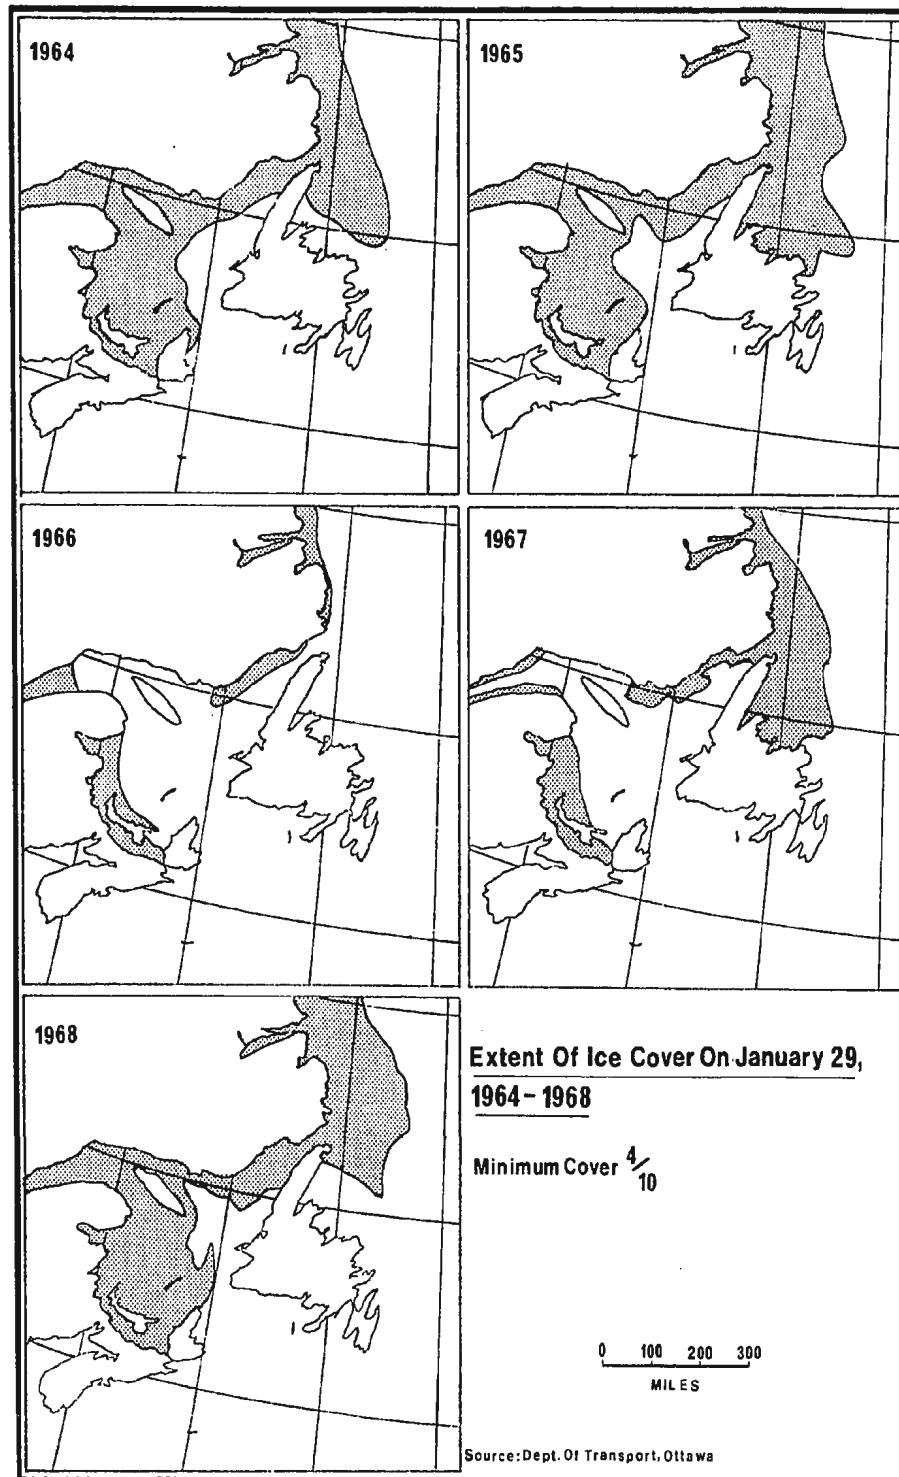 1964
1965
1966
1967
1968
Extent Of Ice Cover On January 29,
1964 - 1968
Minimum Cover 4/10
0 100 200 300
MILES
Source: Dept. Of Transport, Ottawa